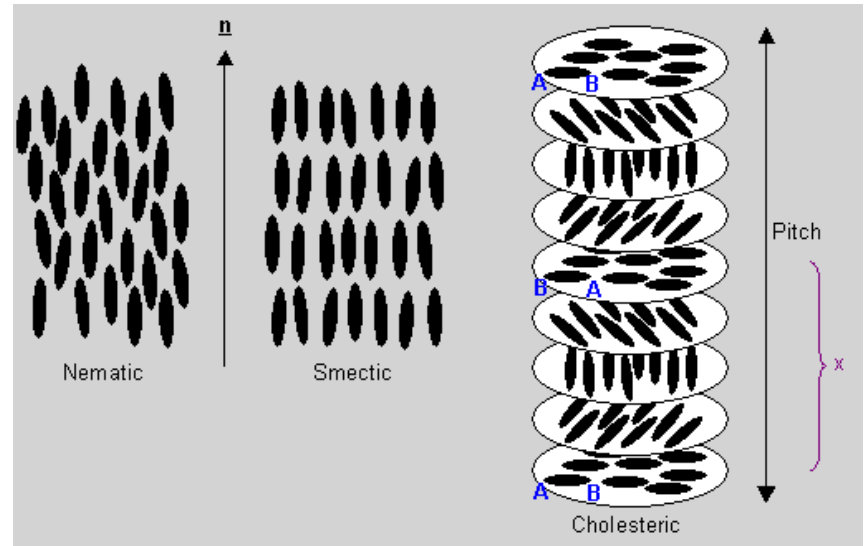 n
A B
Pitch
B A
x
Nematic
Smectic
A B
Cholesteric